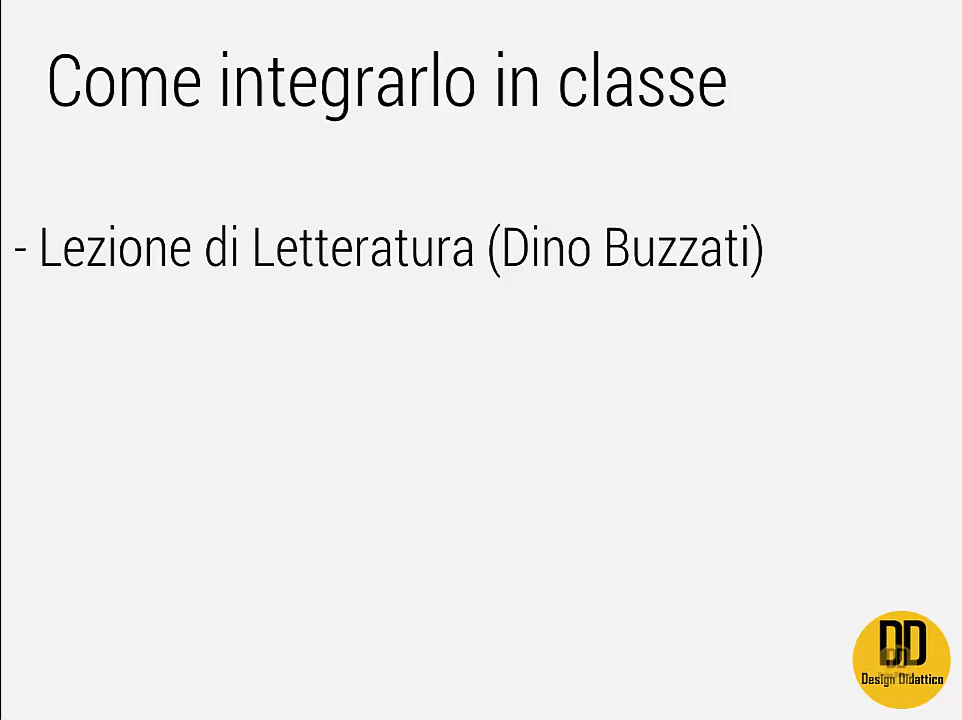 Come integrarlo in classe
- Lezione di Letteratura (Dino Buzzati)
DD
Design Didattico